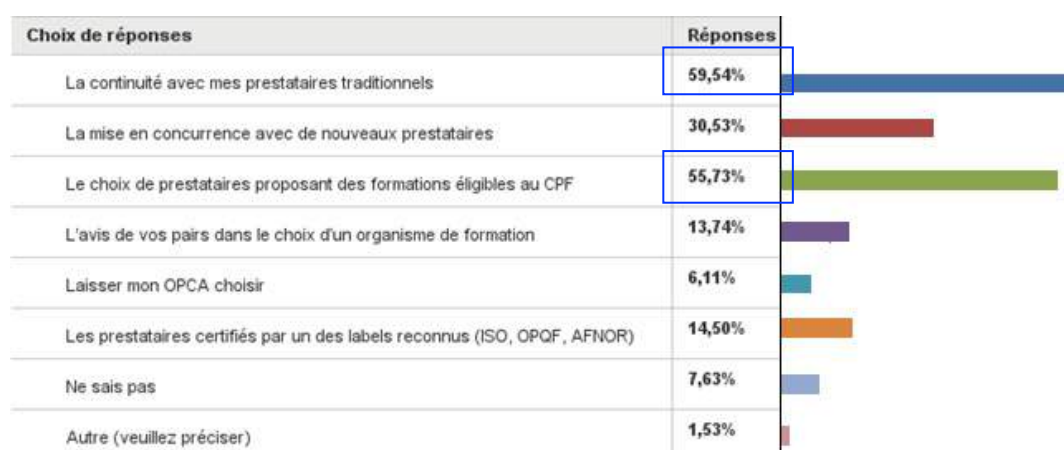 Choix de réponses Réponses
La continuité avec mes prestataires traditionnels 59,54%
La mise en concurrence avec de nouveaux prestataires 30,53%
Le choix de prestataires proposant des formations éligibles au CPF 55,73%
L'avis de vos pairs dans le choix d'un organisme de formation 13,74%
Laisser mon OPCA choisir 6,11%
Les prestataires certifiés par un des labels reconnus (ISO, OPQF, AFNOR) 14,50%
Ne sais pas 7,63%
Autre (veuillez préciser) 1,53%